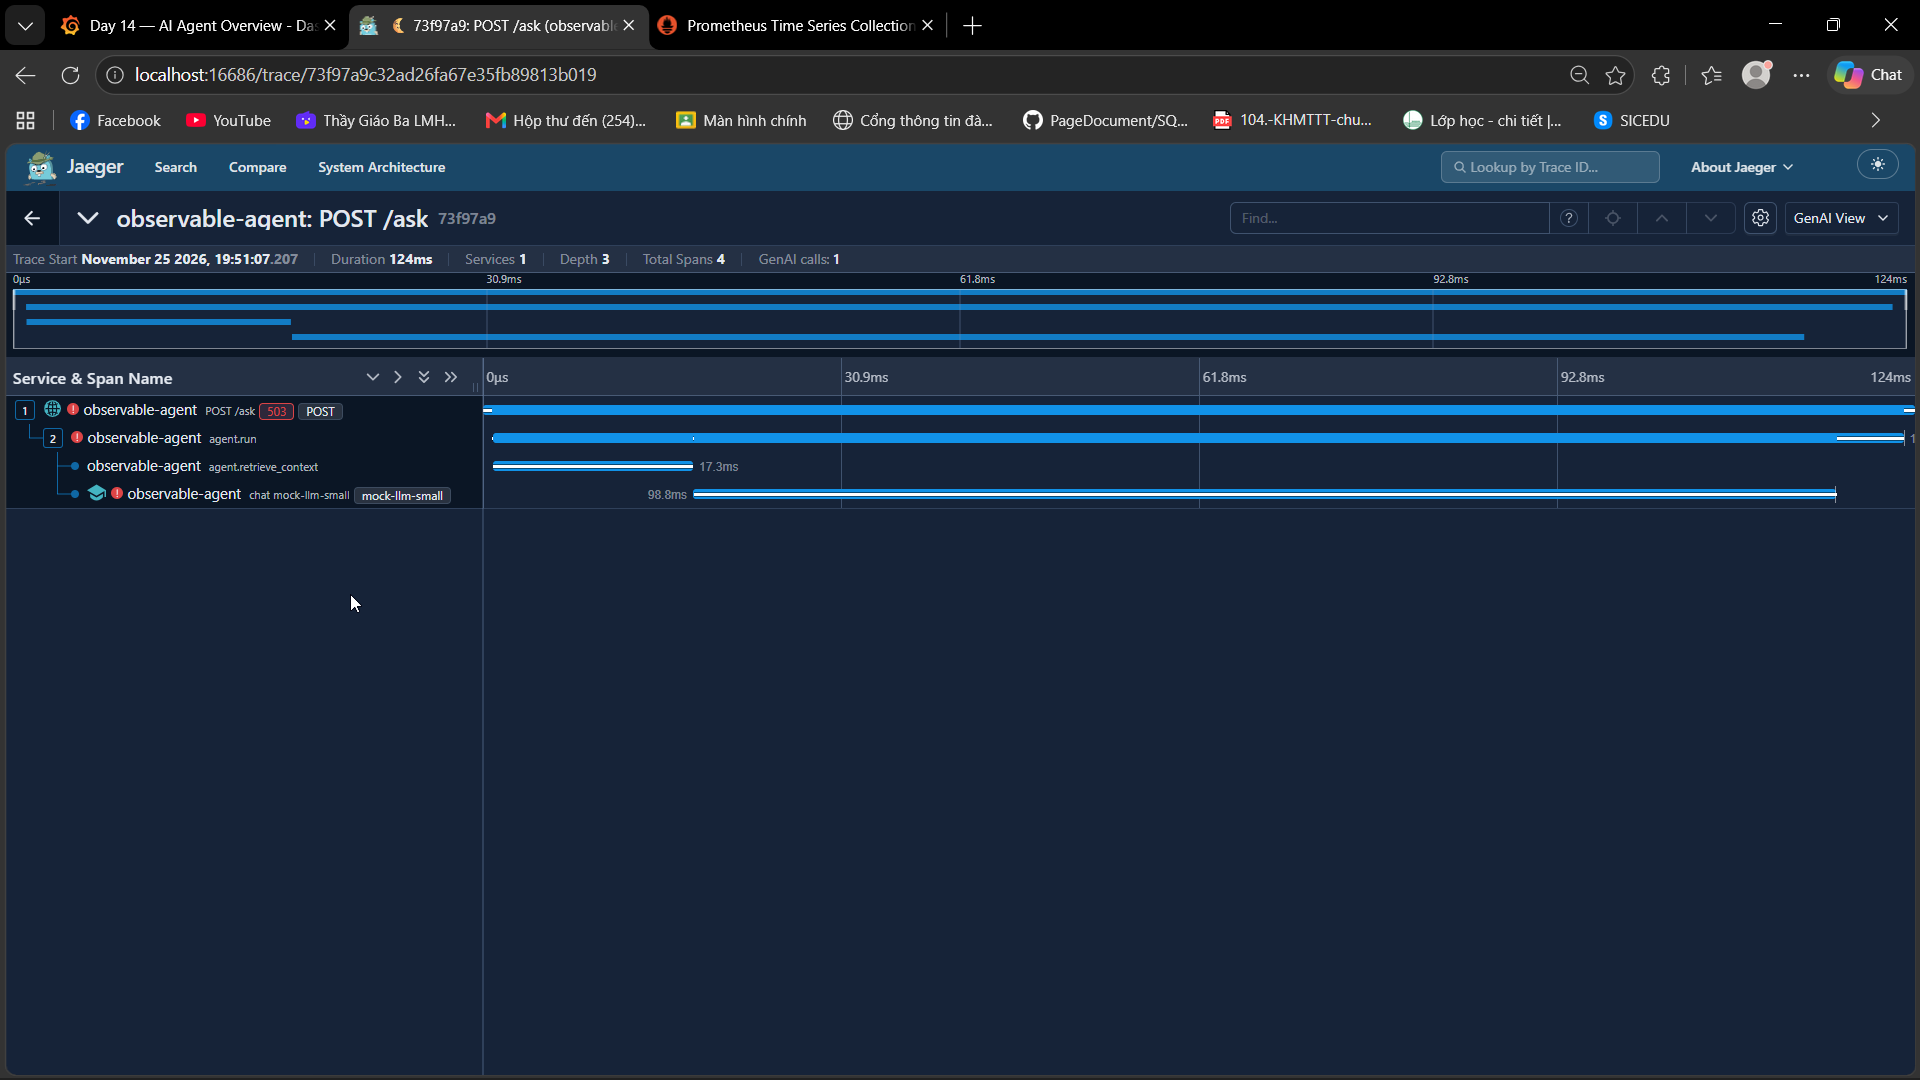 Day 14 — AI Agent Overview - Das
73f97a9: POST /ask (observabl
Prometheus Time Series Collection
localhost:16686/trace/73f97a9c32ad26fa67e35fb89813b019
Chat
Facebook
YouTube
Thầy Giáo Ba LMH...
Hộp thư đến (254)...
Màn hình chính
Cổng thông tin đà...
PageDocument/SQ...
104.-KHMTTT-chu...
Lớp học - chi tiết |...
SICEDU
Jaeger
Search
Compare
System Architecture
Lookup by Trace ID...
About Jaeger
observable-agent: POST /ask 73f97a9
Find...
GenAI View
Trace Start November 25 2026, 19:51:07.207
Duration 124ms
Services 1
Depth 3
Total Spans 4
GenAI calls: 1
0μs 30.9ms 61.8ms 92.8ms 124ms
Service & Span Name
0μs 30.9ms 61.8ms 92.8ms 124ms
1 observable-agent POST /ask 503 POST
2 observable-agent agent.run 1
observable-agent agent.retrieve_context 17.3ms
observable-agent chat mock-llm-small mock-llm-small 98.8ms